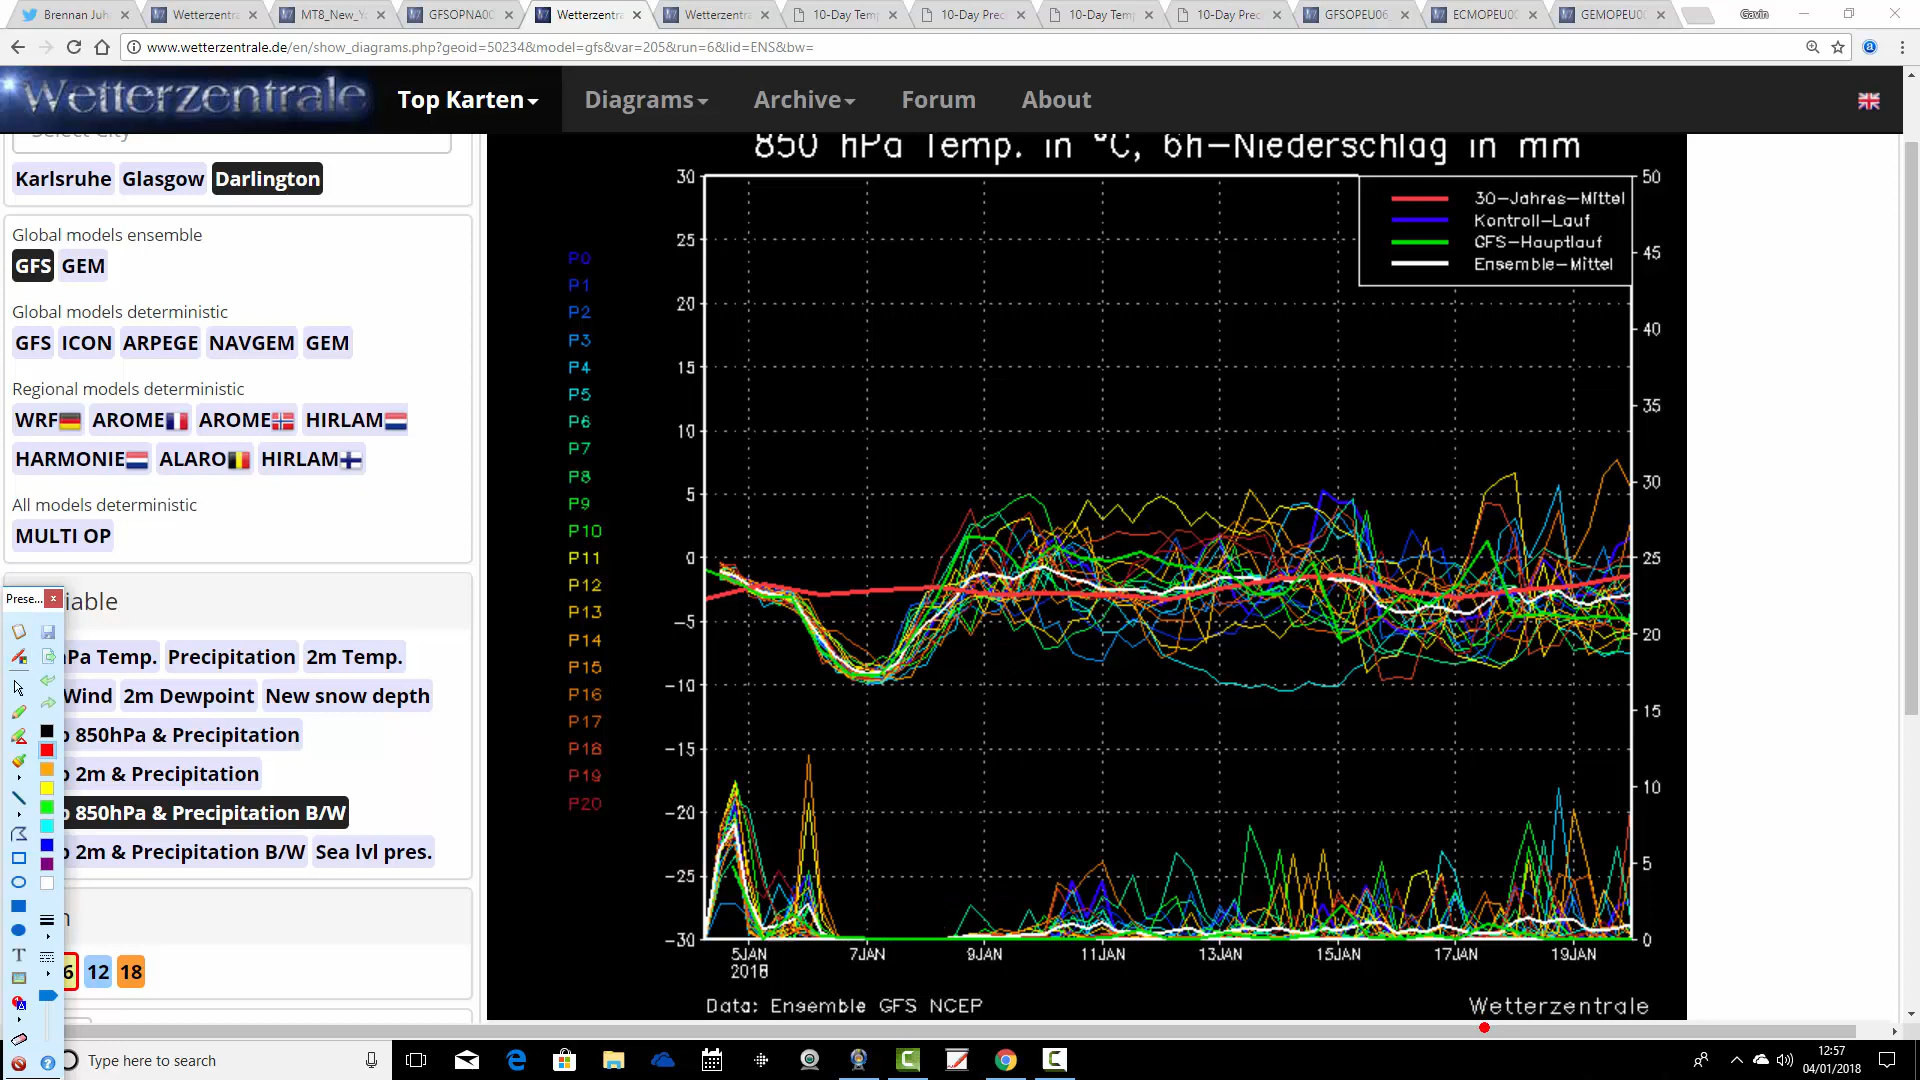 Brennan Juh
Wetterzentr
MT8_New_Y
GFSOPNA00
Wetterzentr
Wetterzentr
10-Day Tem
10-Day Prec
10-Day Tem
10-Day Prec
GFSOPEU06
ECMOPEU0
GEMOPEU0
Gavin
www.wetterzentrale.de/en/show_diagrams.php?geoid=50234&model=gfs&var=205&run=6&lid=ENS&bw=
Wetterzentrale
Top Karten
Diagrams
Archive
Forum
About
Select City
Karlsruhe Glasgow Darlington
Global models ensemble
GFS GEM
Global models deterministic
GFS ICON ARPEGE NAVGEM GEM
Regional models deterministic
WRF AROME AROME HIRLAM
HARMONIE ALARO HIRLAM
All models deterministic
MULTI OP
Prese...
iable
Pa Temp. Precipitation 2m Temp.
Wind 2m Dewpoint New snow depth
850hPa & Precipitation
2m & Precipitation
850hPa & Precipitation B/W
2m & Precipitation B/W Sea lvl pres.
6 12 18
850 hPa Temp. in °C, 6h-Niederschlag in mm
30-Jahres-Mittel
Kontroll-Lauf
GFS-Hauptlauf
Ensemble-Mittel
P0
P1
P2
P3
P4
P5
P6
P7
P8
P9
P10
P11
P12
P13
P14
P15
P16
P17
P18
P19
P20
30
25
20
15
10
5
0
-5
-10
-15
-20
-25
-30
50
45
40
35
30
25
20
15
10
5
0
5JAN 7JAN 9JAN 11JAN 13JAN 15JAN 17JAN 19JAN
2018
Data: Ensemble GFS NCEP
Wetterzentrale
Type here to search
12:57
04/01/2018